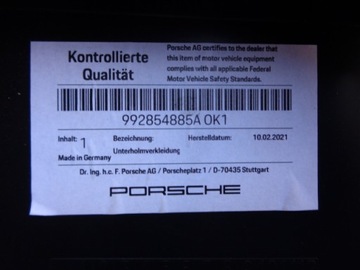 Kontrollierte
Qualität
Porsche AG certifies to the dealer that
this item of motor vehicle equipment
complies with all applicable Federal
Motor Vehicle Safety Standards.
992854885A OK1
Inhalt: 1 Bezeichnung: Herstelldatum: 10.02.2021
Unterholmverkleidung
Made in Germany
Dr. Ing. h.c. F. Porsche AG / Porscheplatz 1 / D-70435 Stuttgart
PORSCHE